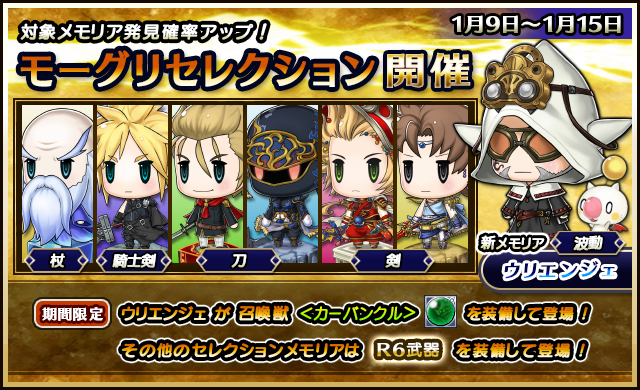 対象メモリア発見確率アップ！
1月9日～1月15日
モーグリセレクション開催
杖
騎士剣
刀
剣
新メモリア 波動
ウリエンジェ
期間限定 ウリエンジェ が 召喚獣 <カーバンクル> を装備して登場！
その他のセレクションメモリアは R6武器 を装備して登場！